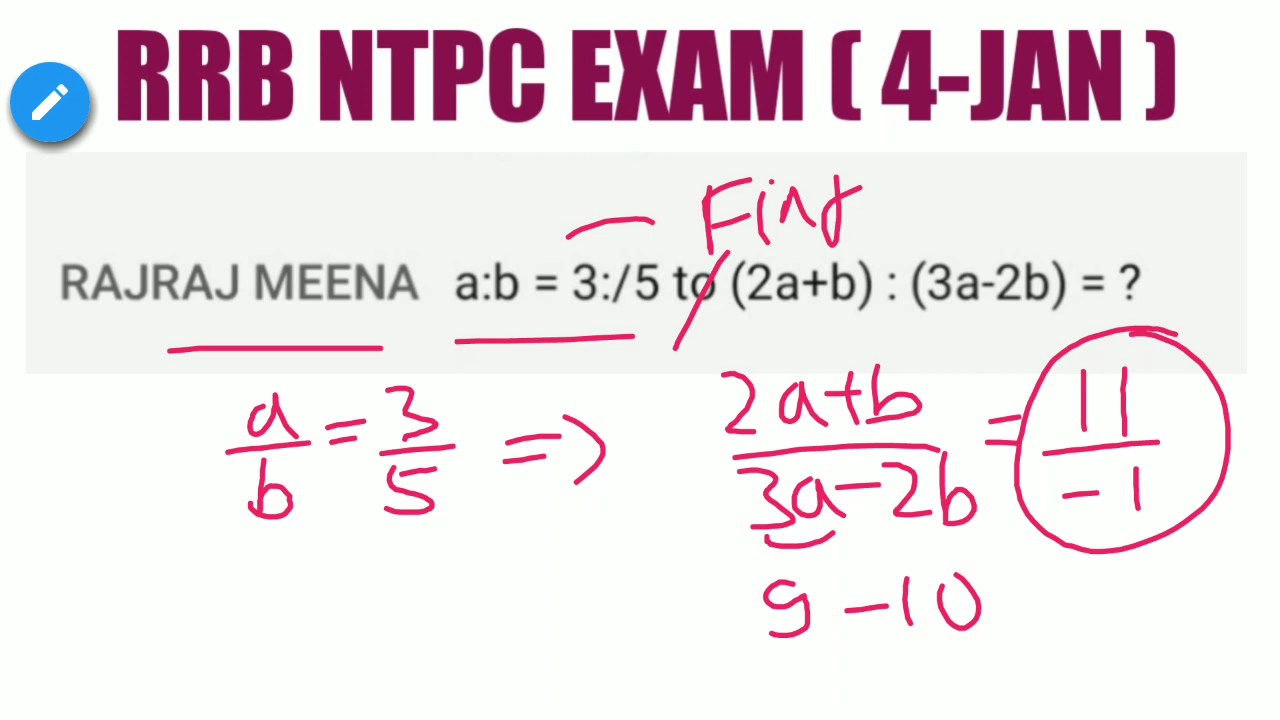 RRB NTPC EXAM ( 4-JAN )
Find
RAJRAJ MEENA a:b = 3:/5 to (2a+b) : (3a-2b) = ?
a/b = 3/5 => 2a+b/3a-2b = 11/-1
9-10